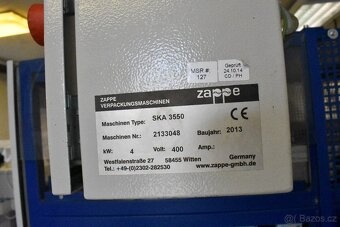 MSR #:
127
Geprüft
24.10.14
CD / PH
ZAPPE
VERPACKUNGSMASCHINEN
zappe
Maschinen Type: SKA 3550
CE
Maschinen Nr.: 2133048 Baujahr: 2013
kW: 4 Volt: 400 Amp.:
Westfalenstraße 27 58455 Witten Germany
Tel.: +49-(0)2302-282530 www.zappe-gmbh.de
bazos.cz